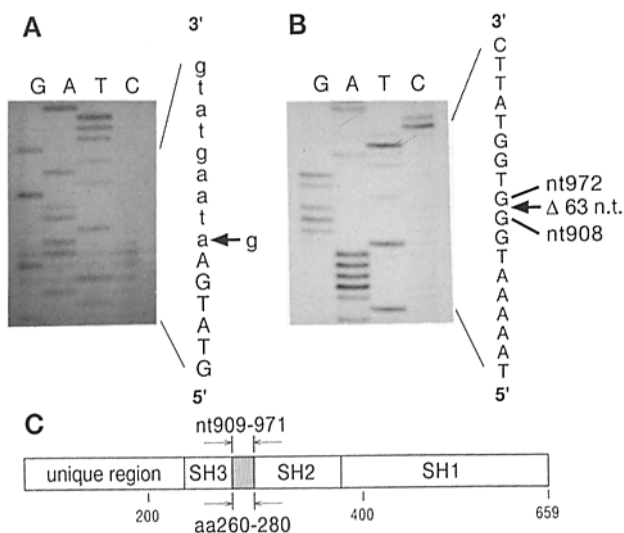 A
3'
G A T C
g
t
a
t
g
a
a
t
a g
A
G
T
A
T
G
5'
B
3'
G A T C
C
T
T
A
T
G
G
T
G nt972
G Δ 63 n.t.
G nt908
T
A
A
A
A
A
T
5'
C
nt909-971
unique region SH3 SH2 SH1
200 400 659
aa260-280